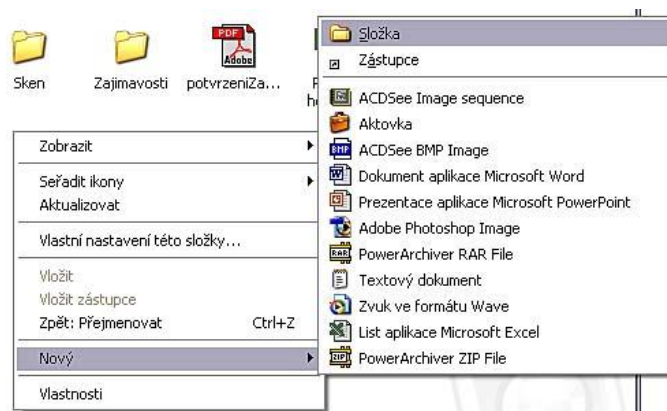 PDF
Adobe
Sken
Zajimavosti
potvrzeniZa...
Zobrazit
Seřadit ikony
Aktualizovat
Vlastní nastavení této složky...
Vložit
Vložit zástupce
Zpět: Přejmenovat Ctrl+Z
Nový
Vlastnosti
Složka
Zástupce
ACDSee Image sequence
Aktovka
BMP ACDSee BMP Image
Dokument aplikace Microsoft Word
Prezentace aplikace Microsoft PowerPoint
Adobe Photoshop Image
RAR PowerArchiver RAR File
Textový dokument
Zvuk ve formátu Wave
List aplikace Microsoft Excel
ZIP PowerArchiver ZIP File